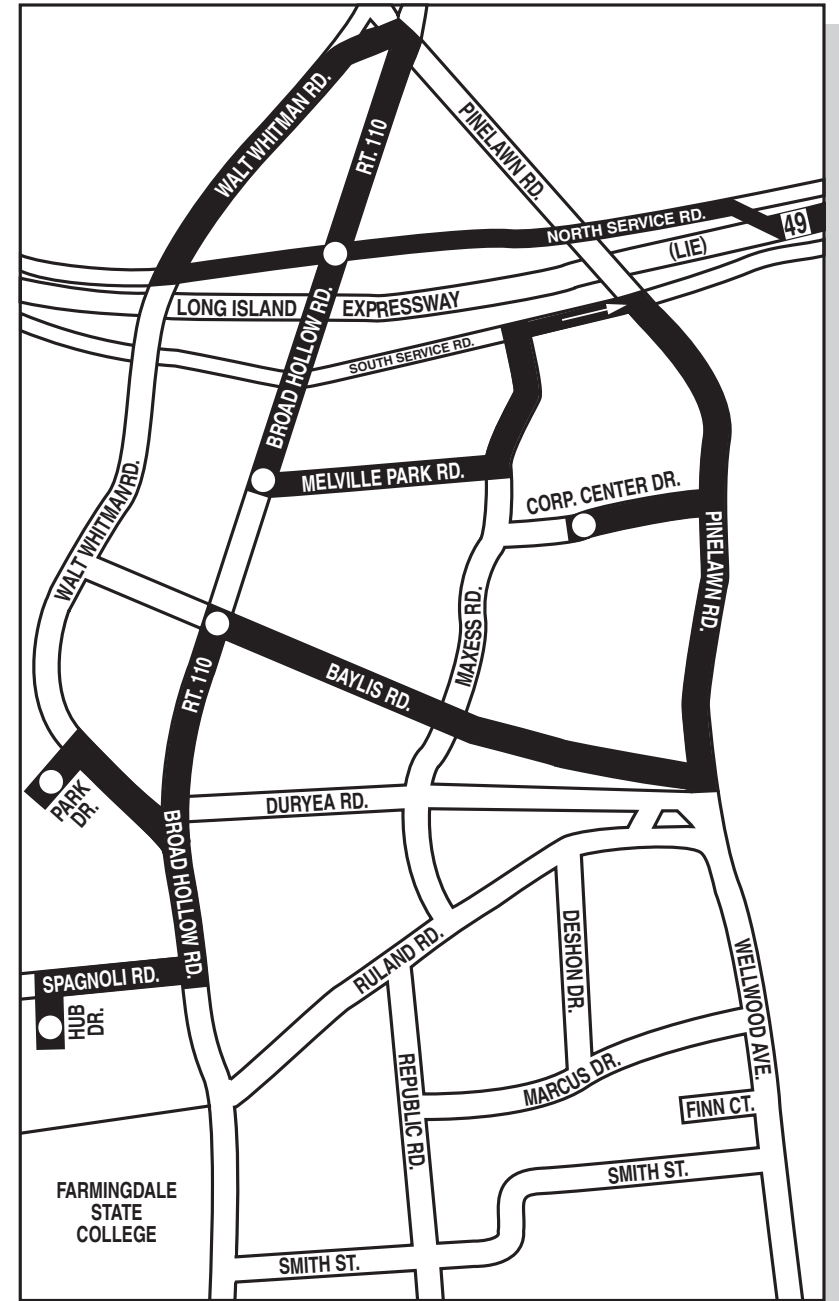 WALT WHITMAN RD.
RT. 110
PINELAWN RD.
NORTH SERVICE RD.
49
(LIE)
LONG ISLAND EXPRESSWAY
SOUTH SERVICE RD.
BROAD HOLLOW RD.
MELVILLE PARK RD.
CORP. CENTER DR.
WALT WHITMAN RD.
PINELAWN RD.
MAXESS RD.
RT. 110
BAYLIS RD.
PARK
DR.
DURYEA RD.
BROAD HOLLOW RD.
RULAND RD.
DESHON DR.
WELLWOOD AVE.
SPAGNOLI RD.
HUB
DR.
REPUBLIC RD.
MARCUS DR.
FINN CT.
SMITH ST.
FARMINGDALE
STATE
COLLEGE
SMITH ST.